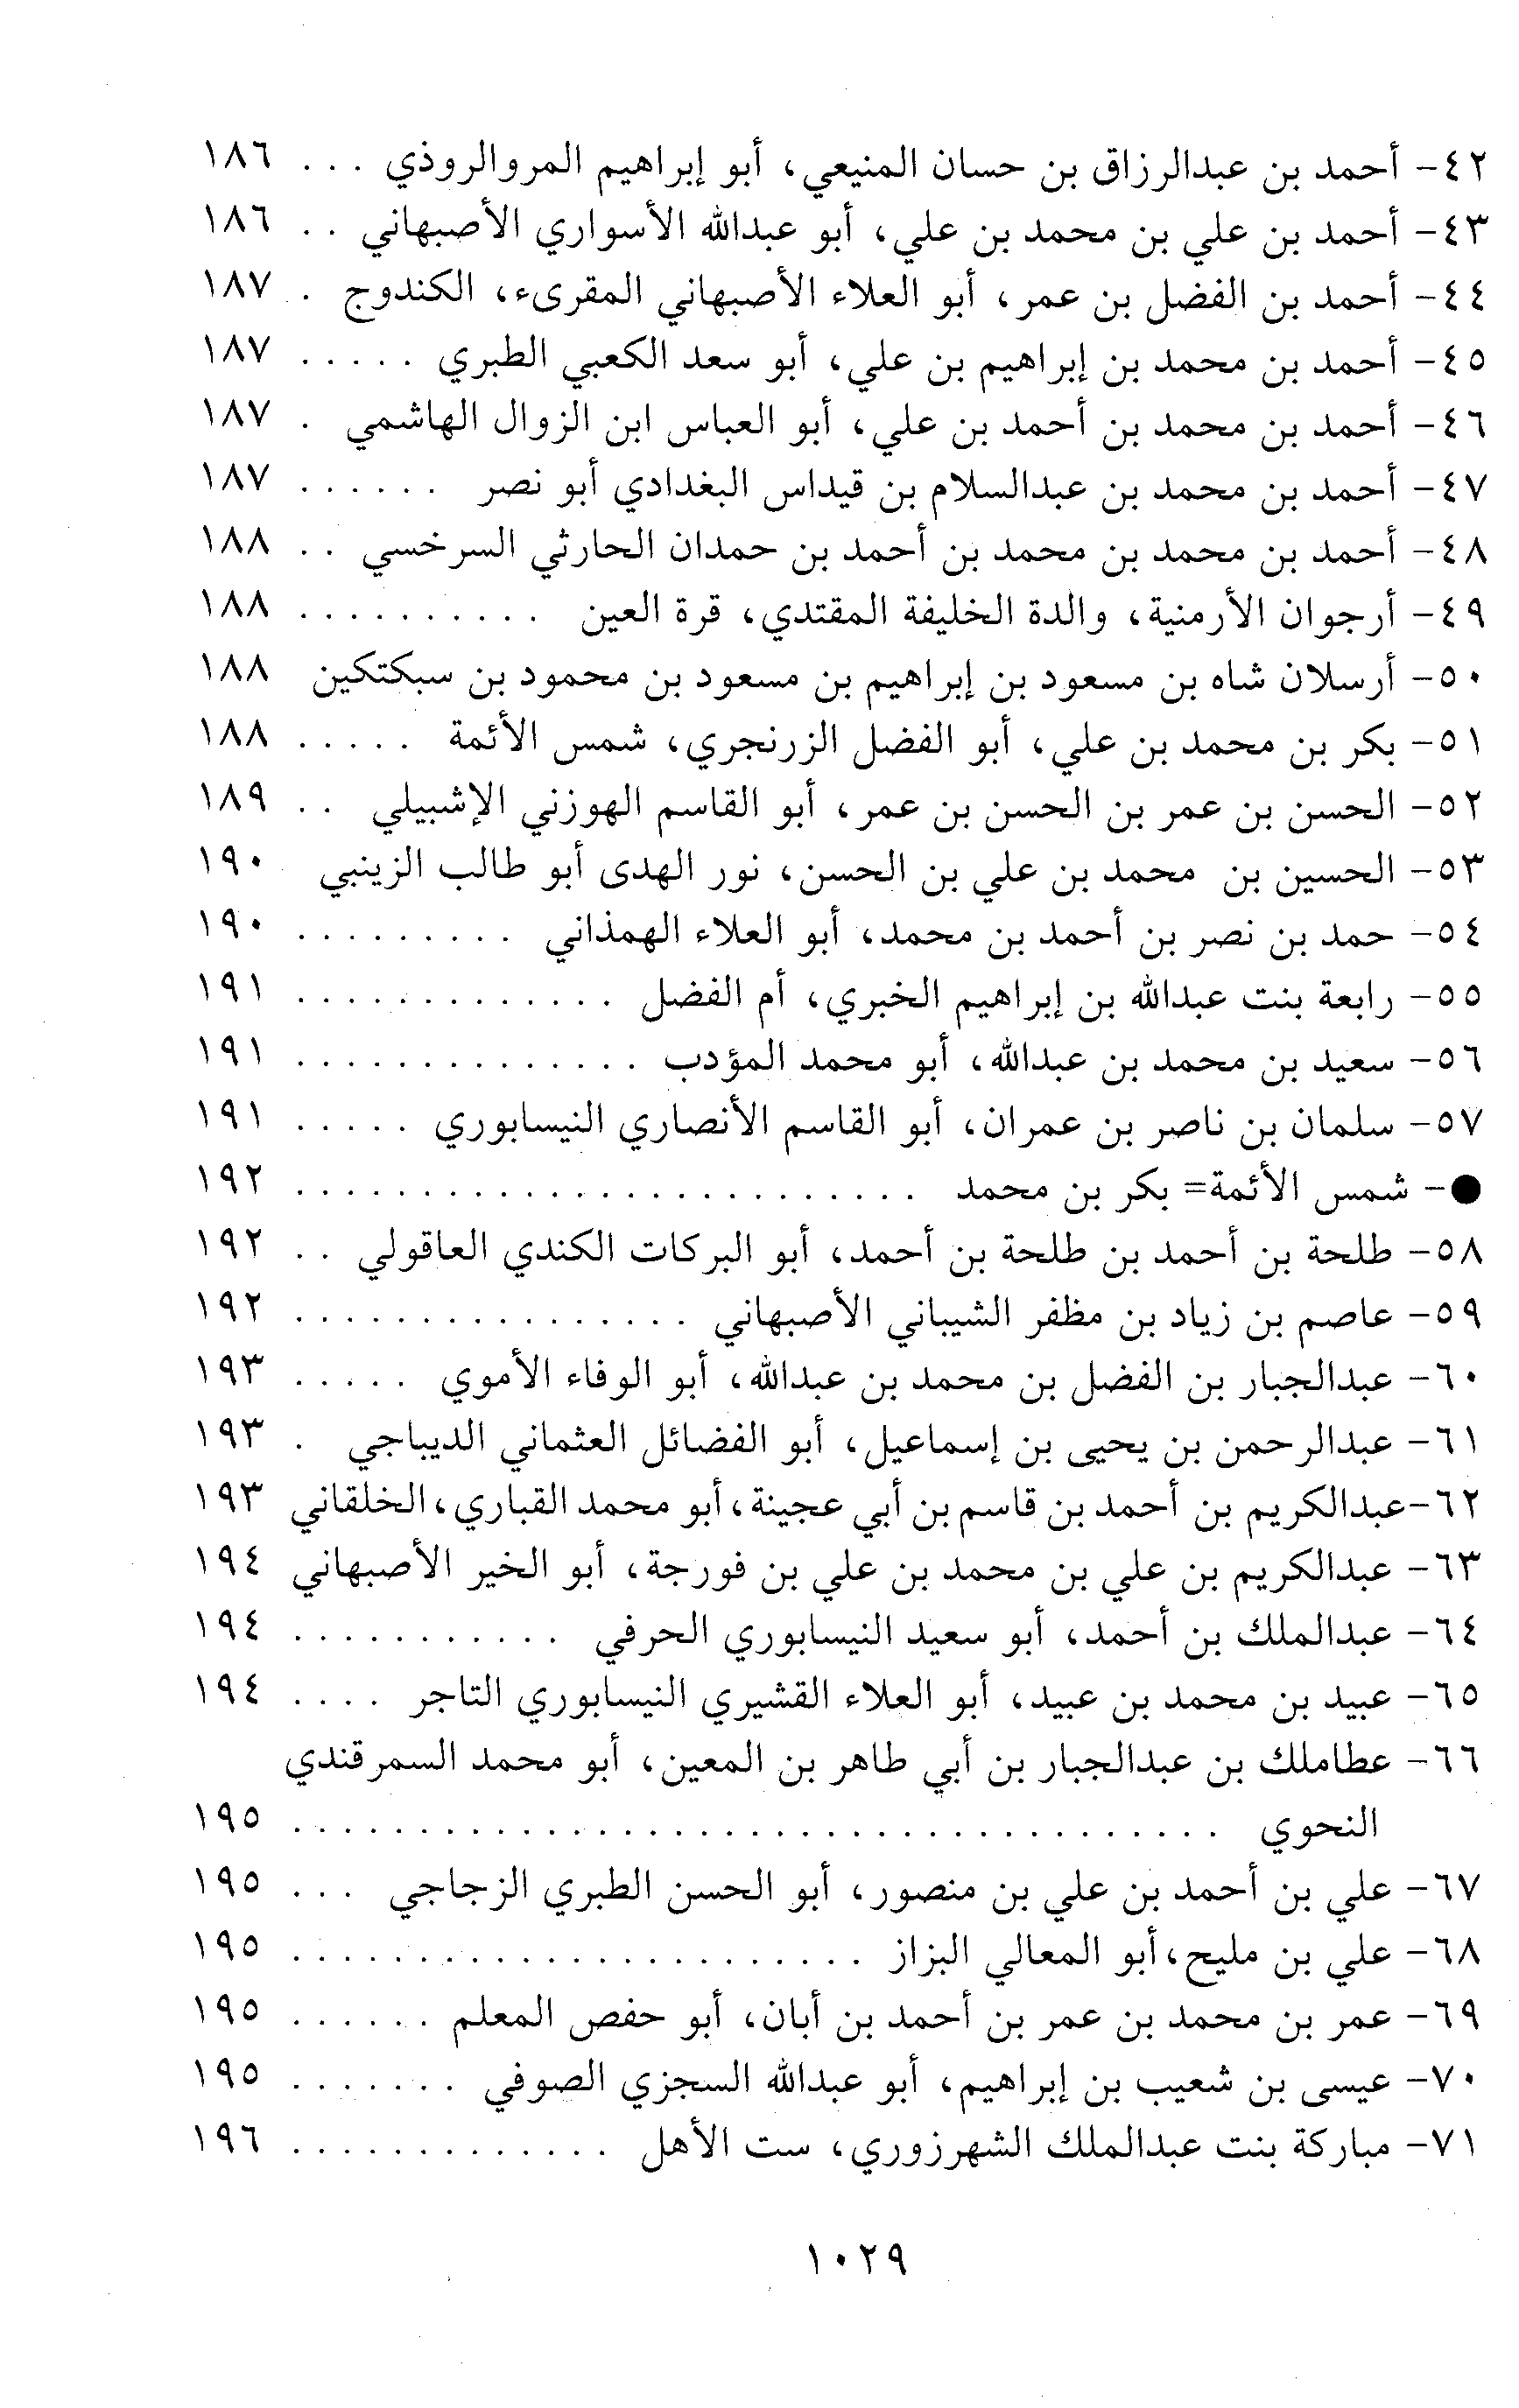 ٤٢- أحمد بن عبدالرزاق بن حسان المنيعي، أبو إبراهيم المروالروذي . . . ١٨٦
٤٣- أحمد بن علي بن محمد بن علي، أبو عبدالله الأسواري الأصبهاني . . ١٨٦
٤٤- أحمد بن الفضل بن عمر، أبو العلاء الأصبهاني المقرىء، الكندوج . ١٨٧
٤٥- أحمد بن محمد بن إبراهيم بن علي، أبو سعد الكعبي الطبري . . . . . ١٨٧
٤٦- أحمد بن محمد بن أحمد بن علي، أبو العباس ابن الزوال الهاشمي . ١٨٧
٤٧- أحمد بن محمد بن عبدالسلام بن قيداس البغدادي أبو نصر . . . . . . ١٨٧
٤٨- أحمد بن محمد بن محمد بن أحمد بن حمدان الحارثي السرخسي . . ١٨٨
٤٩- أرجوان الأرمنية، والدة الخليفة المقتدي، قرة العين . . . . . . . . . . ١٨٨
٥٠- أرسلان شاه بن مسعود بن إبراهيم بن مسعود بن محمود بن سبكتكين ١٨٨
٥١- بكر بن محمد بن علي، أبو الفضل الزرنجري، شمس الأئمة . . . . . ١٨٨
٥٢- الحسن بن عمر بن الحسن بن عمر، أبو القاسم الهوزني الإشبيلي . . ١٨٩
٥٣- الحسين بن محمد بن علي بن الحسن، نور الهدى أبو طالب الزينبي ١٩٠
٥٤- حمد بن نصر بن أحمد بن محمد، أبو العلاء الهمذاني . . . . . . . . . ١٩٠
٥٥- رابعة بنت عبدالله بن إبراهيم الخبري، أم الفضل . . . . . . . . . . . . . ١٩١
٥٦- سعيد بن محمد بن عبدالله، أبو محمد المؤدب . . . . . . . . . . . . . . ١٩١
٥٧- سلمان بن ناصر بن عمران، أبو القاسم الأنصاري النيسابوري . . . . . ١٩١
●- شمس الأئمة= بكر بن محمد . . . . . . . . . . . . . . . . . . . . . . . . . ١٩٢
٥٨- طلحة بن أحمد بن طلحة بن أحمد، أبو البركات الكندي العاقولي . . ١٩٢
٥٩- عاصم بن زياد بن مظفر الشيباني الأصبهاني . . . . . . . . . . . . . . . . ١٩٢
٦٠- عبدالجبار بن الفضل بن محمد بن عبدالله، أبو الوفاء الأموي . . . . . ١٩٣
٦١- عبدالرحمن بن يحيى بن إسماعيل، أبو الفضائل العثماني الديباجي . ١٩٣
٦٢- عبدالكريم بن أحمد بن قاسم بن أبي عجينة، أبو محمد القباري، الخلقاني ١٩٣
٦٣- عبدالكريم بن علي بن محمد بن علي بن فورجة، أبو الخير الأصبهاني ١٩٤
٦٤- عبدالملك بن أحمد، أبو سعيد النيسابوري الحرفي . . . . . . . . . . . ١٩٤
٦٥- عبيد بن محمد بن عبيد، أبو العلاء القشيري النيسابوري التاجر . . . . ١٩٤
٦٦- عطاملك بن عبدالجبار بن أبي طاهر بن المعين، أبو محمد السمرقندي
النحوي . . . . . . . . . . . . . . . . . . . . . . . . . . . . . . . . . . . . . ١٩٥
٦٧- علي بن أحمد بن علي بن منصور، أبو الحسن الطبري الزجاجي . . . ١٩٥
٦٨- علي بن مليح، أبو المعالي البزاز . . . . . . . . . . . . . . . . . . . . . . . ١٩٥
٦٩- عمر بن محمد بن عمر بن أحمد بن أبان، أبو حفص المعلم . . . . . . ١٩٥
٧٠- عيسى بن شعيب بن إبراهيم، أبو عبدالله السجزي الصوفي . . . . . . . ١٩٥
٧١- مباركة بنت عبدالملك الشهرزوري، ست الأهل . . . . . . . . . . . . . ١٩٦
١٠٢٩